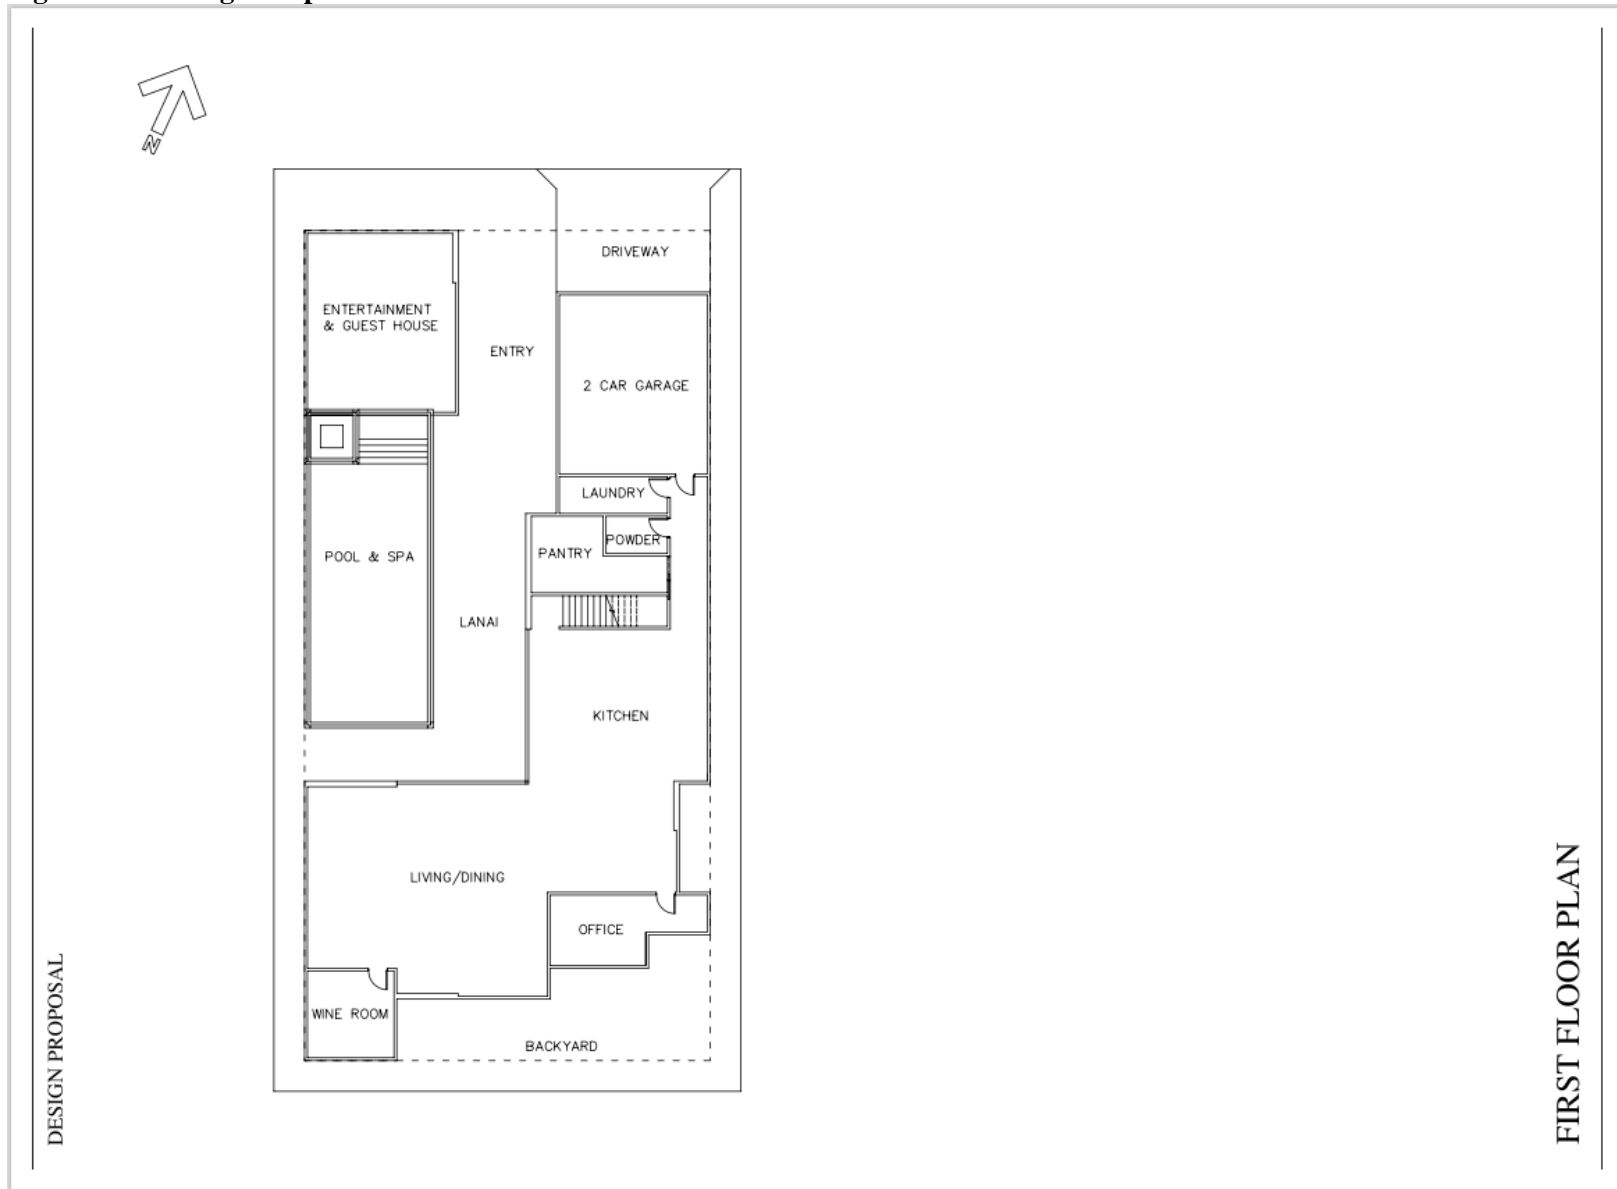 N
DRIVEWAY
ENTERTAINMENT
& GUEST HOUSE
ENTRY
2 CAR GARAGE
LAUNDRY
POWDER
PANTRY
POOL & SPA
LANAI
KITCHEN
LIVING/DINING
OFFICE
WINE ROOM
BACKYARD
DESIGN PROPOSAL
FIRST FLOOR PLAN